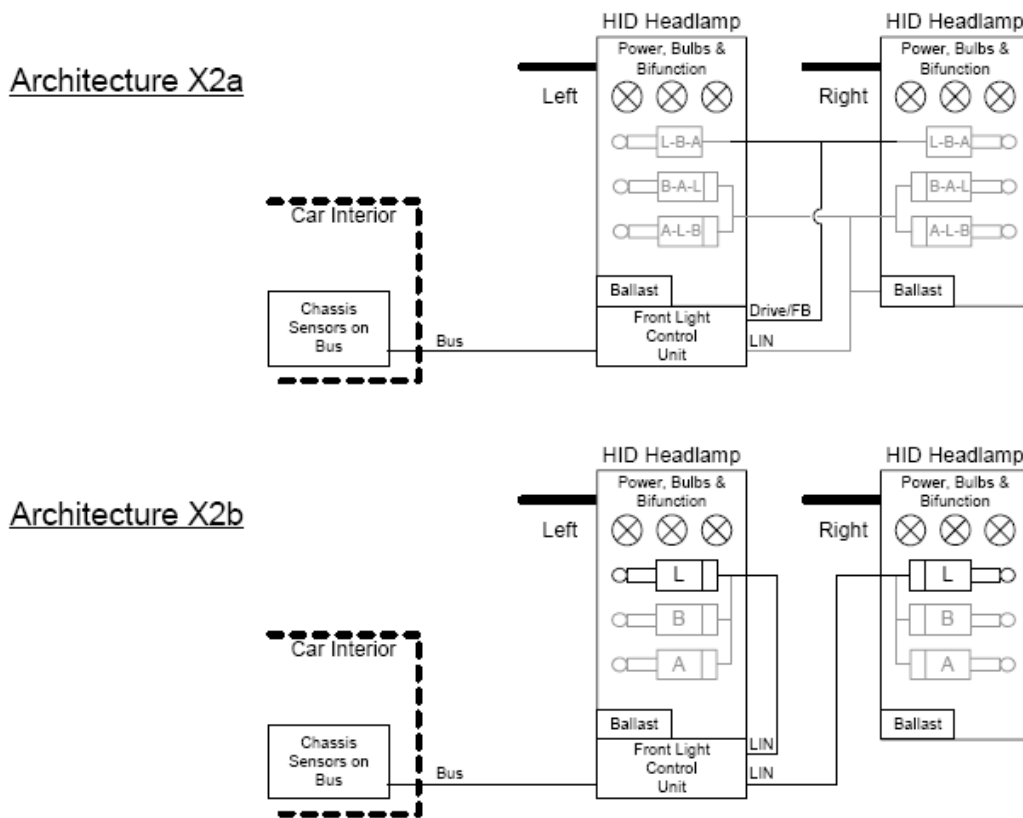 Architecture X2a
HID Headlamp
Power, Bulbs &
Bifunction
Left
L-B-A
B-A-L
A-L-B
Ballast
Front Light
Control
Unit
Drive/FB
LIN
HID Headlamp
Power, Bulbs &
Bifunction
Right
L-B-A
B-A-L
A-L-B
Ballast
Car Interior
Chassis
Sensors on
Bus
Bus
Architecture X2b
HID Headlamp
Power, Bulbs &
Bifunction
Left
L
B
A
Ballast
Front Light
Control
Unit
LIN
LIN
HID Headlamp
Power, Bulbs &
Bifunction
Right
L
B
A
Ballast
Car Interior
Chassis
Sensors on
Bus
Bus